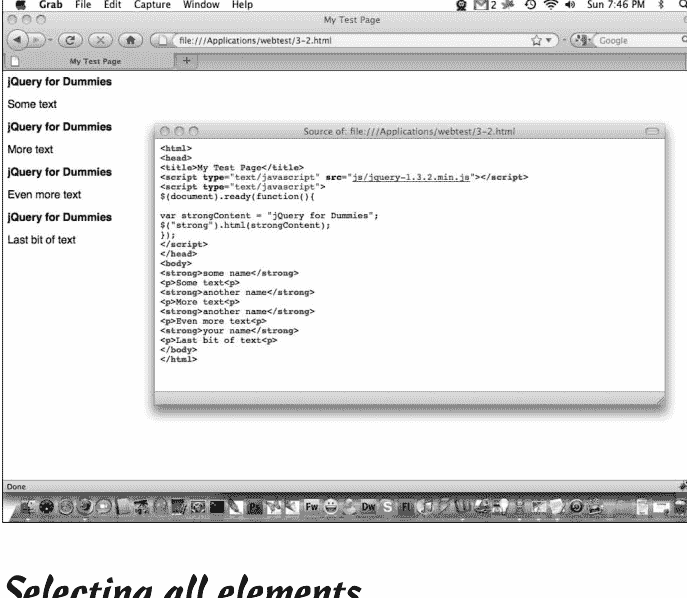 Grab File Edit Capture Window Help 2 Sun 7:46 PM
My Test Page
file:///Applications/webtest/3-2.html Google
My Test Page
jQuery for Dummies
Some text
jQuery for Dummies
More text
jQuery for Dummies
Even more text
jQuery for Dummies
Last bit of text
Source of: file:///Applications/webtest/3-2.html
<html>
<head>
<title>My Test Page</title>
<script type="text/javascript" src="js/jquery-1.3.2.min.js"></script>
<script type="text/javascript">
$(document).ready(function(){
var strongContent = "jQuery for Dummies";
$("strong").html(strongContent);
});
</script>
</head>
<body>
<strong>some name</strong>
<p>Some text<p>
<strong>another name</strong>
<p>More text<p>
<strong>another name</strong>
<p>Even more text<p>
<strong>your name</strong>
<p>Last bit of text<p>
</body>
</html>
Done
Ps Fw Dw S Fl
Selecting all elements